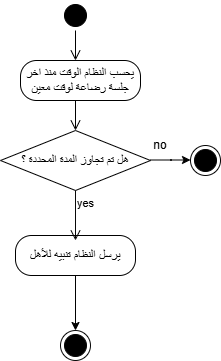 يحسب النظام الوقت منذ اخر
جلسة رضاعة لوقت معين
هل تم تجاوز المدة المحددة ؟
no
yes
يرسل النظام تنبيه للأهل